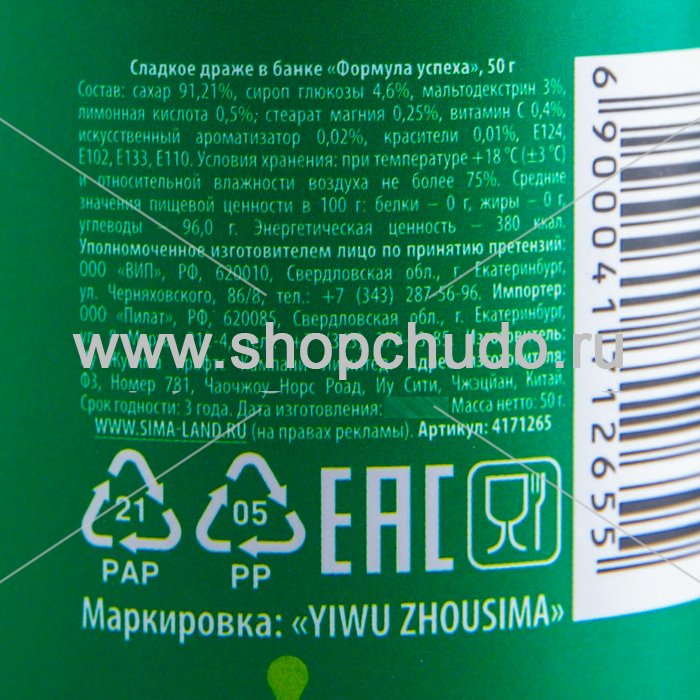 Сладкое драже в банке «Формула успеха», 50 г
Состав: сахар 91,21%, сироп глюкозы 4,6%, мальтодекстрин 3%,
лимонная кислота 0,5%; стеарат магния 0,25%, витамин С 0,4%,
искусственный ароматизатор 0,02%, красители 0,01%, Е124,
Е102, Е133, Е110. Условия хранения: при температуре +18 °С (±3 °С)
и относительной влажности воздуха не более 75%. Средние
значения пищевой ценности в 100 г: белки – 0 г, жиры – 0 г,
углеводы – 96,0 г. Энергетическая ценность – 380 ккал.
Уполномоченное изготовителем лицо по принятию претензий:
ООО «ВИП», РФ, 620010, Свердловская обл., г. Екатеринбург,
ул. Черняховского, 86/8, тел.: +7 (343) 287-56-96. Импортер:
ООО «Пилат», РФ, 620085, Свердловская обл., г. Екатеринбург,
Изготовитель:
www.shopchudo.ru
ФЗ, Номер 781, Чаочжоу Норс Роад, Иу Сити, Чжэцйан, Китай.
Срок годности: 3 года. Дата изготовления: Масса нетто: 50 г.
WWW.SIMA-LAND.RU (на правах рекламы). Артикул: 4171265
21
PAP
05
PP
EAC
Маркировка: «YIWU ZHOUSIMA»
6 900041 712655